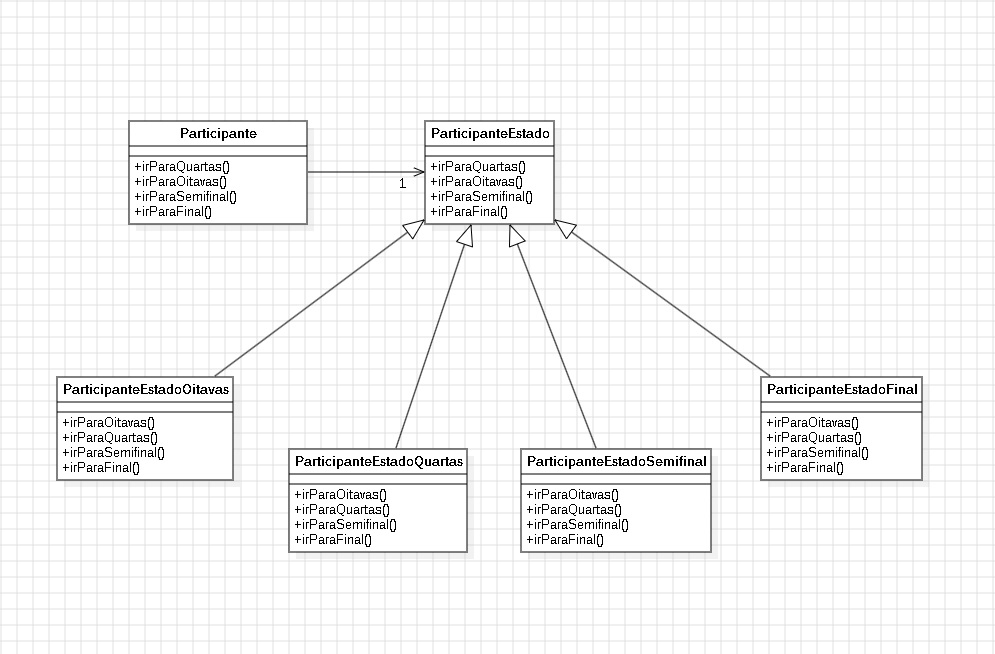 Participante
+irParaQuartas()
+irParaOitavas()
+irParaSemifinal()
+irParaFinal()
1
ParticipanteEstado
+irParaQuartas()
+irParaOitavas()
+irParaSemifinal()
+irParaFinal()
ParticipanteEstadoOitavas
+irParaOitavas()
+irParaQuartas()
+irParaSemifinal()
+irParaFinal()
ParticipanteEstadoQuartas
+irParaOitavas()
+irParaQuartas()
+irParaSemifinal()
+irParaFinal()
ParticipanteEstadoSemifinal
+irParaOitavas()
+irParaQuartas()
+irParaSemifinal()
+irParaFinal()
ParticipanteEstadoFinal
+irParaOitavas()
+irParaQuartas()
+irParaSemifinal()
+irParaFinal()